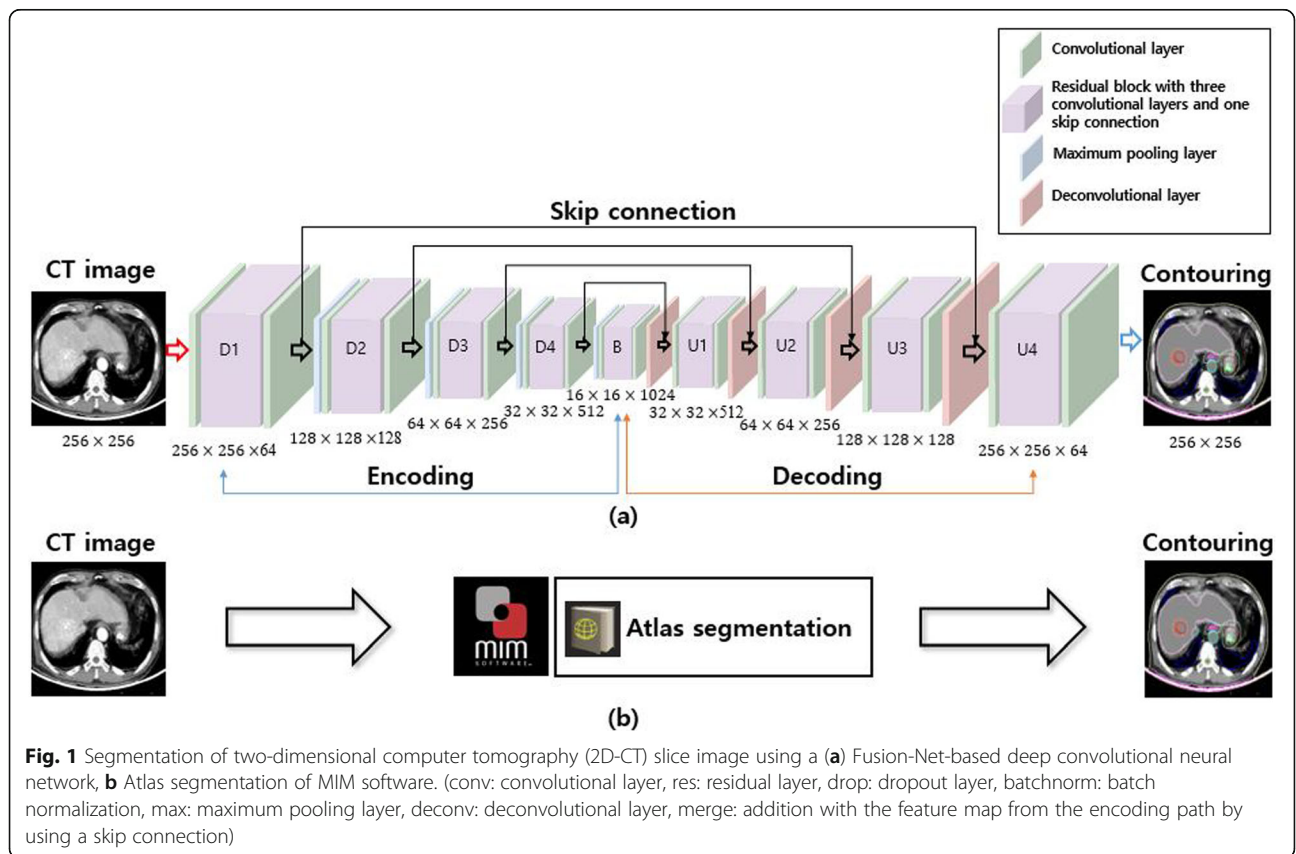 Convolutional layer
Residual block with three
convolutional layers and one
skip connection
Maximum pooling layer
Deconvolutional layer
Skip connection
CT image
Contouring
D1
D2
D3
D4
B
U1
U2
U3
U4
256 × 256
256 × 256 ×64
128 × 128 ×128
64 × 64 × 256
32 × 32 × 512
16 × 16 × 1024
32 × 32 ×512
64 × 64 × 256
128 × 128 × 128
256 × 256 × 64
256 × 256
Encoding
Decoding
(a)
CT image
Contouring
mim
SOFTWARE
Atlas segmentation
(b)
Fig. 1 Segmentation of two-dimensional computer tomography (2D-CT) slice image using a (a) Fusion-Net-based deep convolutional neural
network, b Atlas segmentation of MIM software. (conv: convolutional layer, res: residual layer, drop: dropout layer, batchnorm: batch
normalization, max: maximum pooling layer, deconv: deconvolutional layer, merge: addition with the feature map from the encoding path by
using a skip connection)